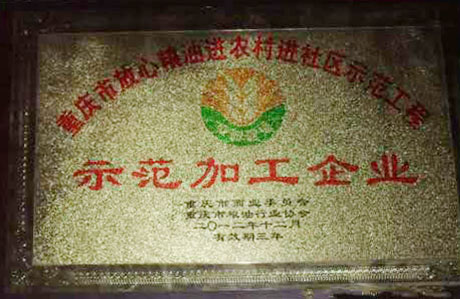 重庆市放心粮油进农村进社区示范工程
示范加工企业
重庆市商业委员会
重庆市粮油行业协会
二〇一二年十二月
有效期三年